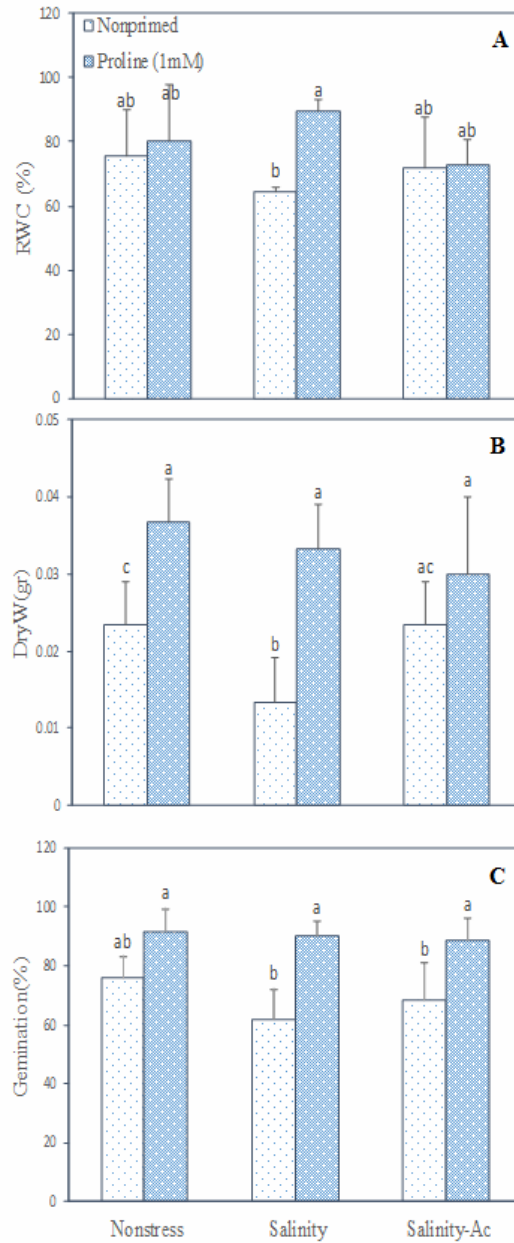 120
A
Nonprimed
Proline (1mM)
100
80
60
40
20
0
RWC (%)
ab
ab
b
a
ab
ab
0.05
B
0.04
0.03
0.02
0.01
0
DryW(gr)
c
a
b
a
ac
a
120
C
100
80
60
40
20
0
Gemination(%)
ab
a
b
a
b
a
Nonstress
Salinity
Salinity-Ac